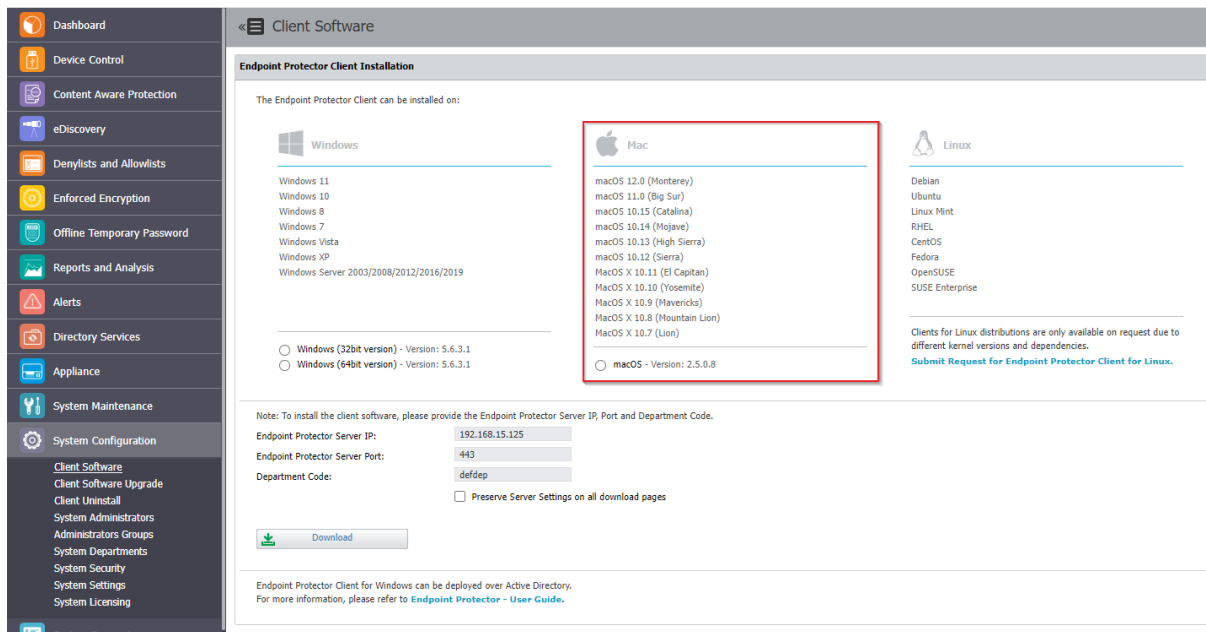 Dashboard
Device Control
Content Aware Protection
eDiscovery
Denylists and Allowlists
Enforced Encryption
Offline Temporary Password
Reports and Analysis
Alerts
Directory Services
Appliance
System Maintenance
System Configuration
Client Software
Client Software Upgrade
Client Uninstall
System Administrators
Administrators Groups
System Departments
System Security
System Settings
System Licensing
« Client Software
Endpoint Protector Client Installation
The Endpoint Protector Client can be installed on:
Windows
Windows 11
Windows 10
Windows 8
Windows 7
Windows Vista
Windows XP
Windows Server 2003/2008/2012/2016/2019
Windows (32bit version) - Version: 5.6.3.1
Windows (64bit version) - Version: 5.6.3.1
Mac
macOS 12.0 (Monterey)
macOS 11.0 (Big Sur)
macOS 10.15 (Catalina)
macOS 10.14 (Mojave)
macOS 10.13 (High Sierra)
macOS 10.12 (Sierra)
MacOS X 10.11 (El Capitan)
MacOS X 10.10 (Yosemite)
MacOS X 10.9 (Mavericks)
MacOS X 10.8 (Mountain Lion)
MacOS X 10.7 (Lion)
macOS - Version: 2.5.0.8
Linux
Debian
Ubuntu
Linux Mint
RHEL
CentOS
Fedora
OpenSUSE
SUSE Enterprise
Clients for Linux distributions are only available on request due to
different kernel versions and dependencies.
Submit Request for Endpoint Protector Client for Linux.
Note: To install the client software, please provide the Endpoint Protector Server IP, Port and Department Code.
Endpoint Protector Server IP: 192.168.15.125
Endpoint Protector Server Port: 443
Department Code: defdep
Preserve Server Settings on all download pages
Download
Endpoint Protector Client for Windows can be deployed over Active Directory.
For more information, please refer to Endpoint Protector - User Guide.